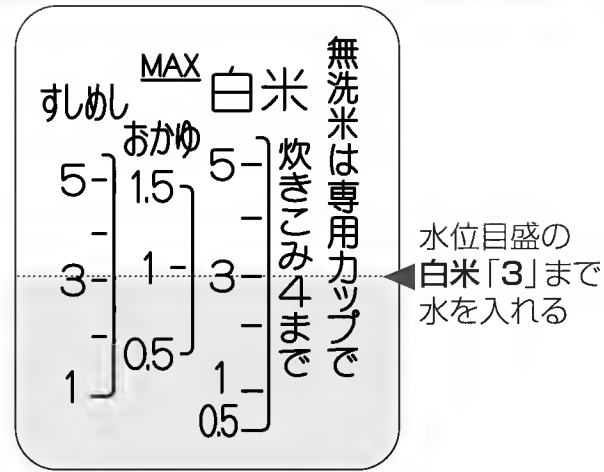 無洗米は専用カップで
炊きこみ4まで
MAX
白米
5
3
1
0.5
おかゆ
1.5
1
0.5
すしめし
5
3
1
水位目盛の
白米「3」まで
水を入れる